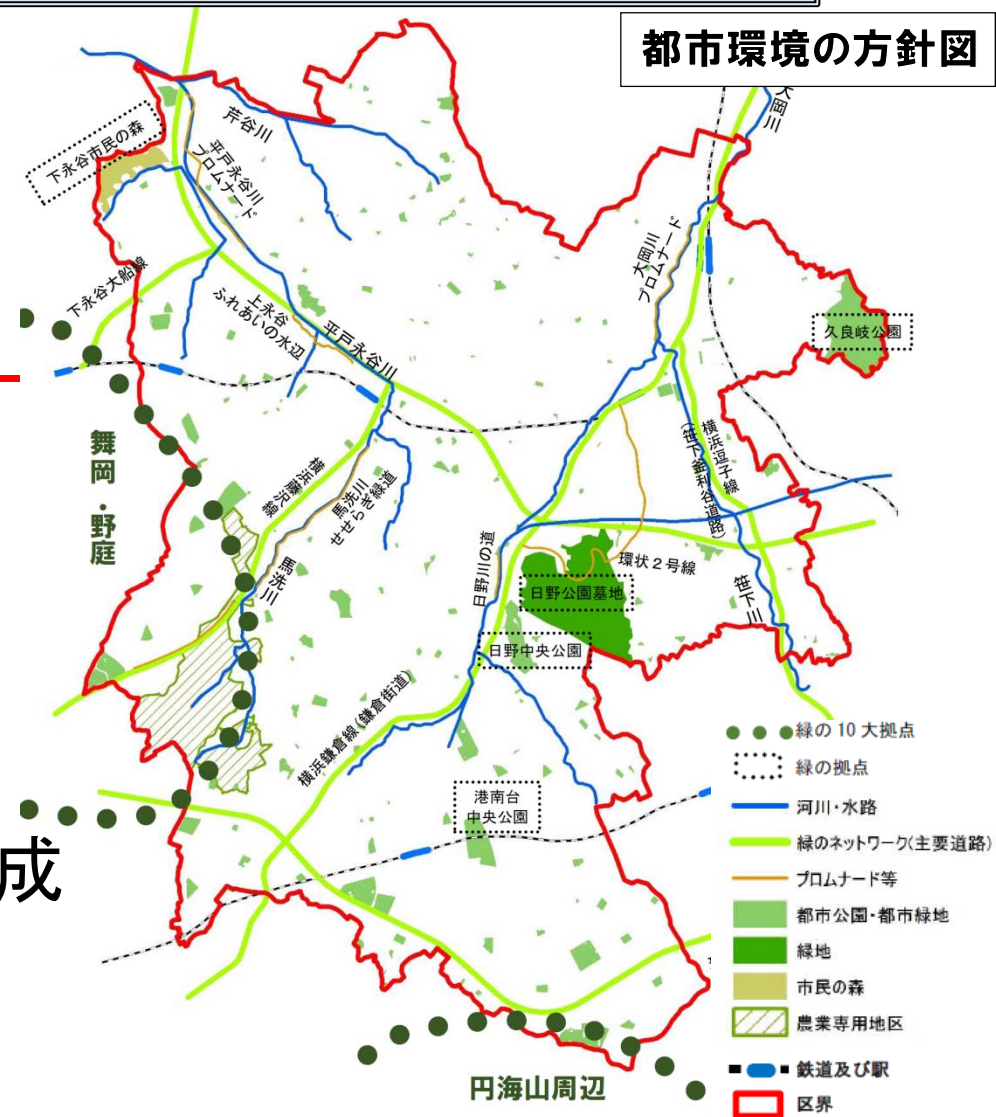 都市環境の方針図
大岡川
芹谷川
下永谷市民の森
平戸永谷川
プロムナード
大岡川
プロムナード
下永谷大船線
上永谷
ふれあいの水辺
平戸永谷川
久良岐公園
舞岡・野庭
横浜藤沢線
馬洗川
せせらぎ緑道
横浜逗子線
(笹下釜利谷道路)
馬洗川
日野川の道
環状2号線
日野公園墓地
笹下川
日野中央公園
横浜鎌倉線(鎌倉街道)
港南台
中央公園
成
円海山周辺
緑の10大拠点
緑の拠点
河川・水路
緑のネットワーク(主要道路)
プロムナード等
都市公園・都市緑地
緑地
市民の森
農業専用地区
鉄道及び駅
区界